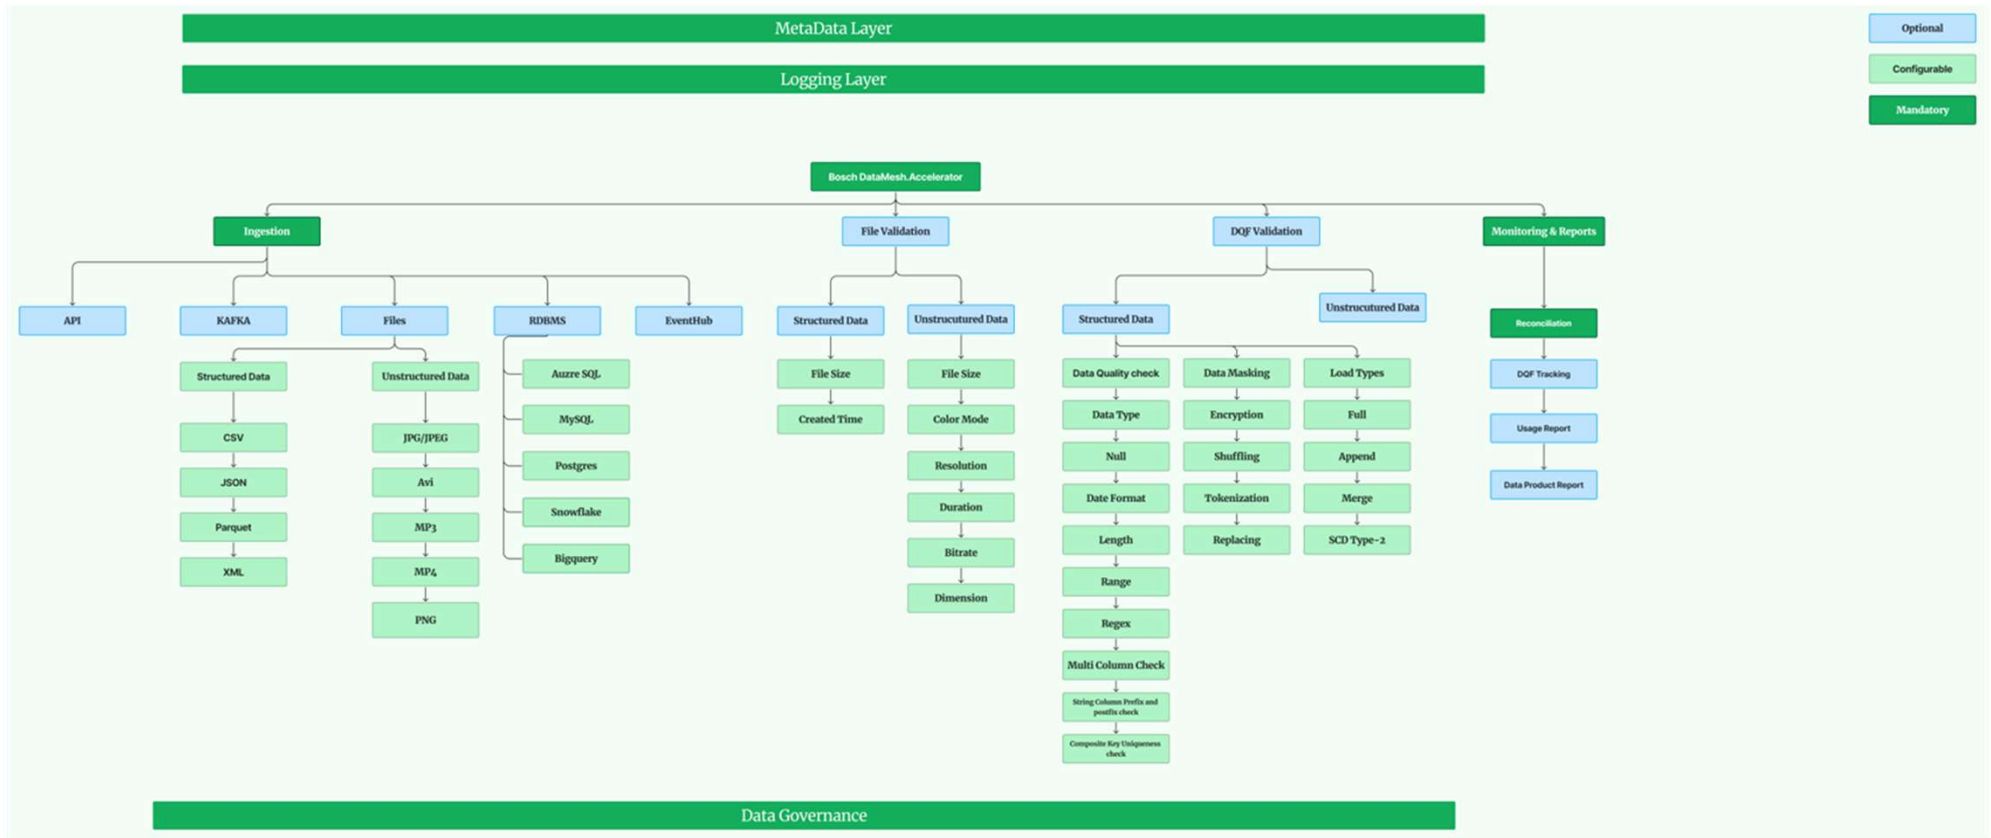 MetaData Layer
Logging Layer
Optional
Configurable
Mandatory
Bosch DataMesh.Accelerator
Ingestion
File Validation
DQF Validation
Monitoring & Reports
API
KAFKA
Files
RDBMS
EventHub
Structured Data
CSV
JSON
Parquet
XML
Unstructured Data
JPG/JPEG
Avi
MP3
MP4
PNG
Auzre SQL
MySQL
Postgres
Snowflake
Bigquery
Structured Data
File Size
Created Time
Unstrucutured Data
File Size
Color Mode
Resolution
Duration
Bitrate
Dimension
Structured Data
Unstrucutured Data
Data Quality check
Data Type
Null
Date Format
Length
Range
Regex
Multi Column Check
String Column Prefix and
postfix check
Composite Key Uniqueness
check
Data Masking
Encryption
Shuffling
Tokenization
Replacing
Load Types
Full
Append
Merge
SCD Type-2
Reconciliation
DQF Tracking
Usage Report
Data Product Report
Data Governance